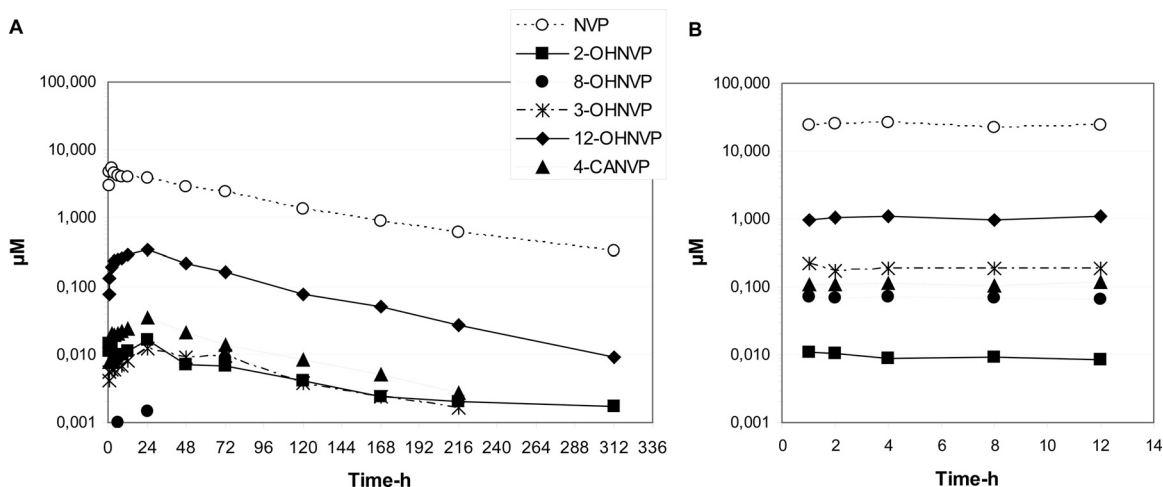 A
NVP
2-OHNVP
8-OHNVP
3-OHNVP
12-OHNVP
4-CANVP
100,000
10,000
1,000
0,100
0,010
0,001
µM
0 24 48 72 96 120 144 168 192 216 240 264 288 312 336
Time-h
B
100,000
10,000
1,000
0,100
0,010
0,001
µM
0 2 4 6 8 10 12 14
Time-h